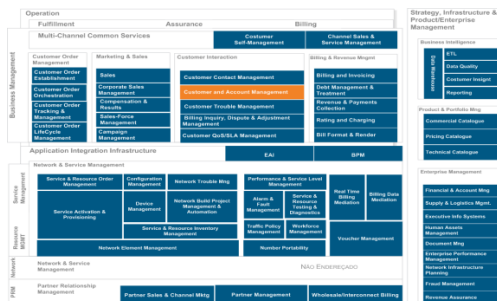 Operation
Fulfillment
Assurance
Billing
Multi-Channel Common Services
Costumer
Self-Management
Channel Sales &
Service Management
Business Management
Customer Order
Management
Customer Order
Establishment
Customer Order
Orchestration
Customer Order
Tracking &
Management
Customer Order
LifeCycle
Management
Marketing & Sales
Sales
Corporate Sales
Management
Compensation &
Results
Sales-Force
Management
Campaign
Management
Customer Interaction
Customer Contact Management
Customer and Account Management
Customer Trouble Management
Billing Inquiry, Dispute & Adjustment
Management
Customer QoS/SLA Management
Billing & Revenue Mngmt
Billing and Invoicing
Debt Management &
Treatment
Revenue & Payments
Collection
Rating and Charging
Bill Format & Render
Application Integration Infrastructure
EAI
BPM
Network & Service Management
Service
Management
Resource
MGMT
Service & Resource Order
Management
Service Activation &
Provisioning
Configuration
Management
Device
Management
Network Trouble Mng
Network Build Project
Management &
Automation
Service & Resource Inventory
Management
Network Element Management
Performance & Service Level
Management
Alarm &
Fault
Management
Service &
Resource
Testing &
Diagnostics
Traffic Policy
Management
Workforce
Management
Number Portability
Real Time
Billing
Mediation
Billing Data
Mediation
Voucher Management
Network
Network & Service
Management
NÃO ENDEREÇADO
PRM
Partner Relationship
Management
Partner Sales & Channel Mktg
Partner Management
Wholesale/Interconnect Billing
Strategy, Infrastructure &
Product/Enterprise
Management
Business Intelligence
Data Warehouse
ETL
Data Quality
Customer Insight
Reporting
Product & Portfolio Mng
Commercial Catalogue
Pricing Catalogue
Technical Catalogue
Enterprise Management
Financial & Account Mng
Supply & Logistics Mgmt.
Executive Info Systems
Human Assets
Management
Document Mng
Enterprise Performance
Management
Network Infrastructure
Planning
Fraud Management
Revenue Assurance